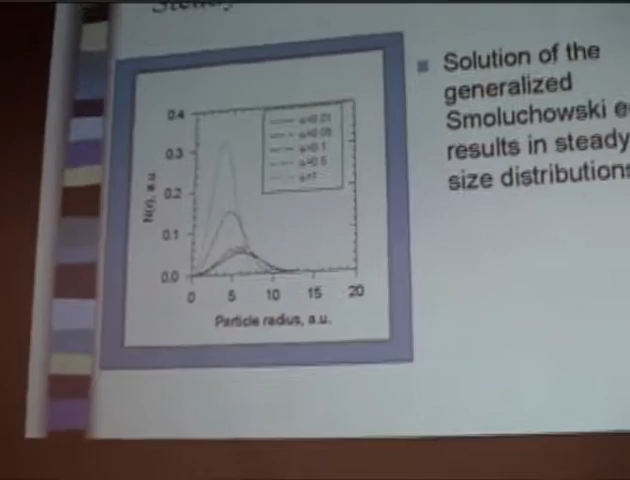 Steady
Solution of the
generalized
Smoluchowski e
results in steady
size distributions
0.4
0.3
0.2
0.1
0.0
N(r), a.u.
0 5 10 15 20
Particle radius, a.u.